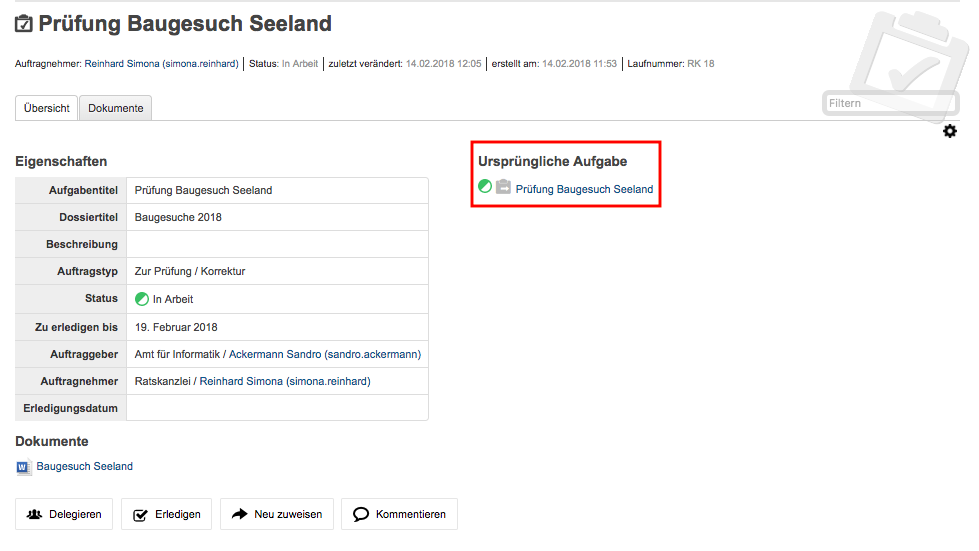 Prüfung Baugesuch Seeland
Auftragnehmer: Reinhard Simona (simona.reinhard) | Status: In Arbeit | zuletzt verändert: 14.02.2018 12:05 | erstellt am: 14.02.2018 11:53 | Laufnummer: RK 18
Filtern
Übersicht Dokumente
Eigenschaften
Aufgabentitel Prüfung Baugesuch Seeland
Dossiertitel Baugesuche 2018
Beschreibung
Auftragstyp Zur Prüfung / Korrektur
Status In Arbeit
Zu erledigen bis 19. Februar 2018
Auftraggeber Amt für Informatik / Ackermann Sandro (sandro.ackermann)
Auftragnehmer Ratskanzlei / Reinhard Simona (simona.reinhard)
Erledigungsdatum
Ursprüngliche Aufgabe
Prüfung Baugesuch Seeland
Dokumente
W Baugesuch Seeland
Delegieren Erledigen Neu zuweisen Kommentieren